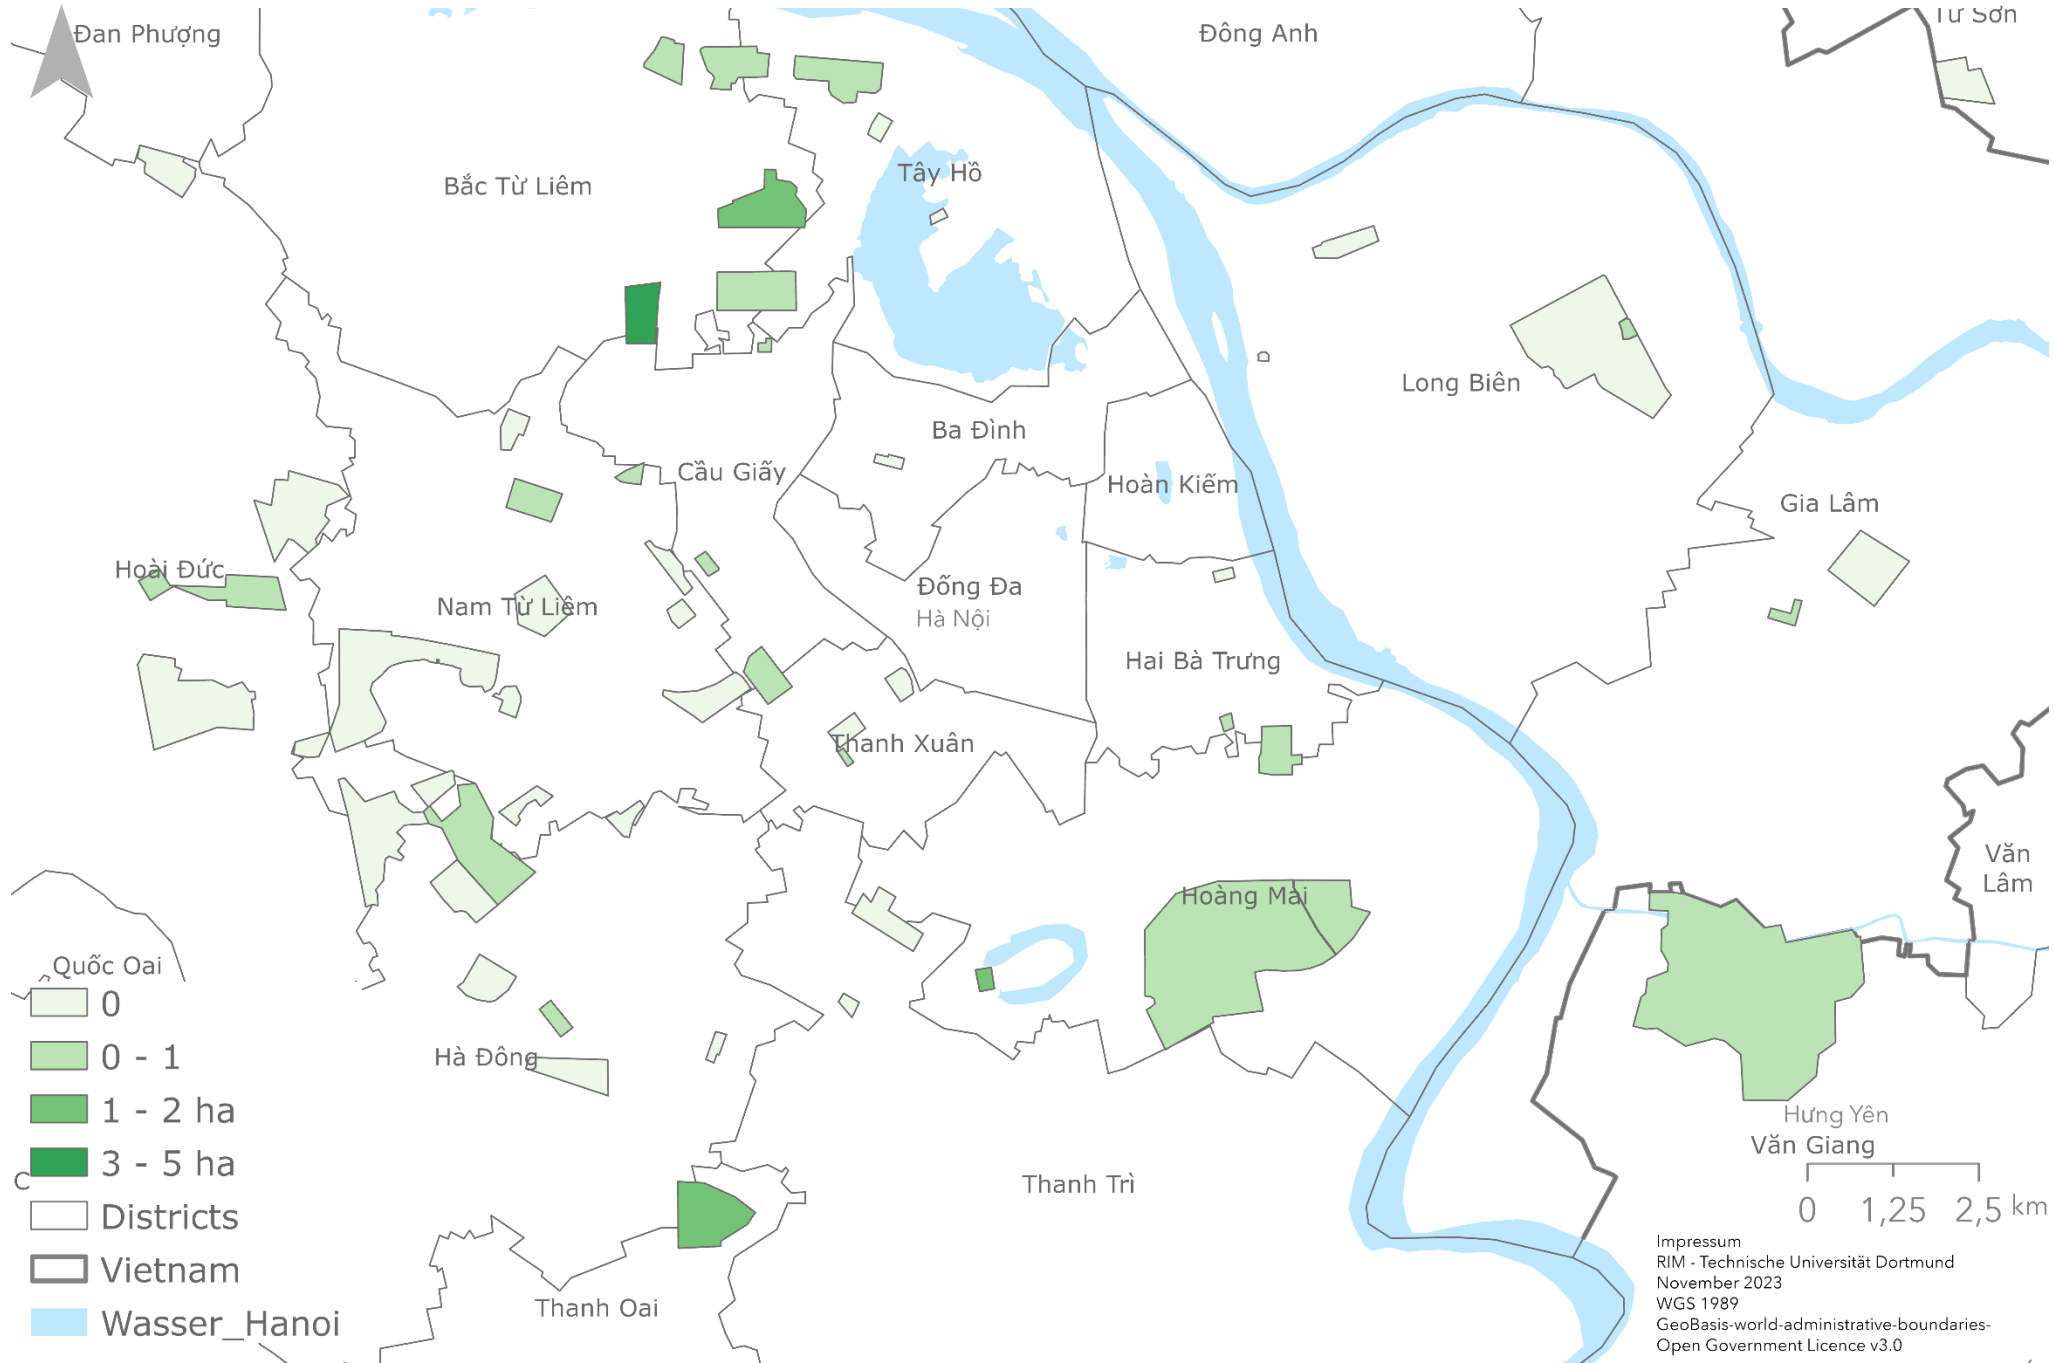 Đan Phượng
Đông Anh
Từ Sơn
Bắc Từ Liêm
Tây Hồ
Long Biên
Ba Đình
Cầu Giấy
Hoàn Kiếm
Gia Lâm
Hoài Đức
Nam Từ Liêm
Đống Đa
Hà Nội
Hai Bà Trưng
Thanh Xuân
Văn
Lâm
Hoàng Mai
Quốc Oai
Hà Đông
Hưng Yên
Văn Giang
Thanh Trì
Thanh Oai
C
0
0 - 1
1 - 2 ha
3 - 5 ha
Districts
Vietnam
Wasser_Hanoi
0 1,25 2,5 km
Impressum
RIM - Technische Universität Dortmund
November 2023
WGS 1989
GeoBasis-world-administrative-boundaries-
Open Government Licence v3.0